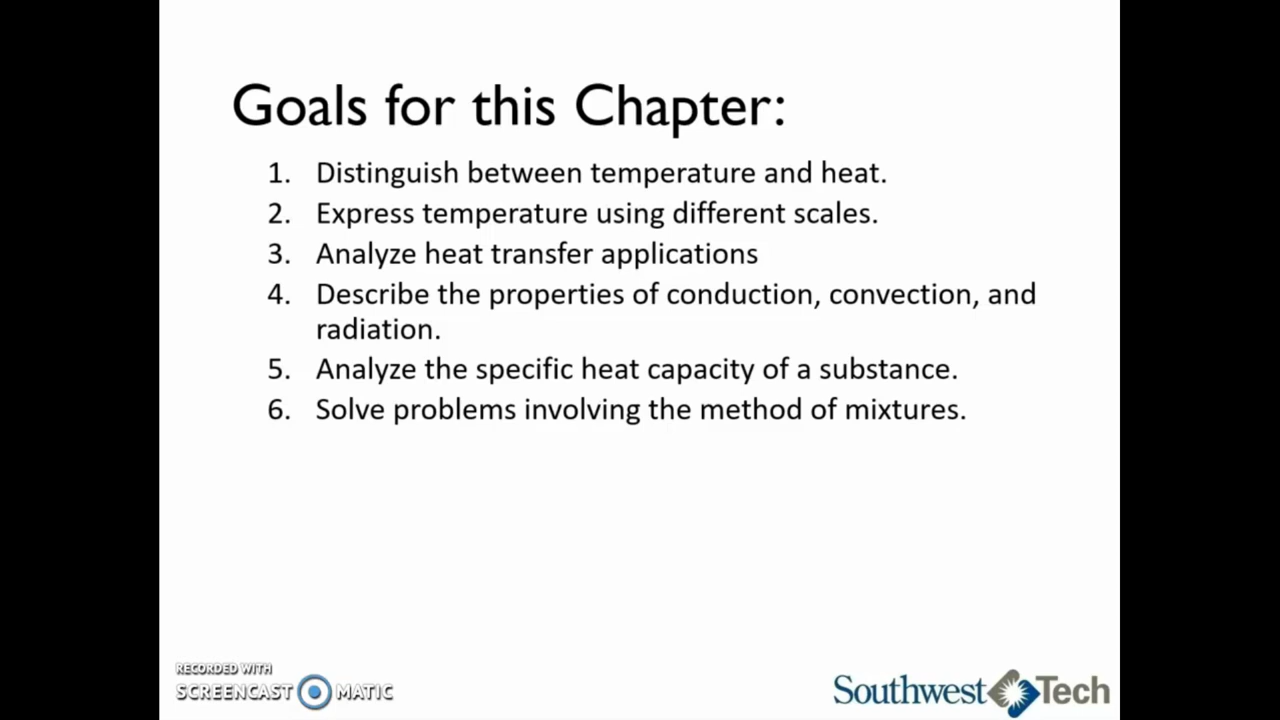 Goals for this Chapter:
1. Distinguish between temperature and heat.
2. Express temperature using different scales.
3. Analyze heat transfer applications
4. Describe the properties of conduction, convection, and
radiation.
5. Analyze the specific heat capacity of a substance.
6. Solve problems involving the method of mixtures.
RECORDED WITH
SCREENCAST MATIC
Southwest Tech